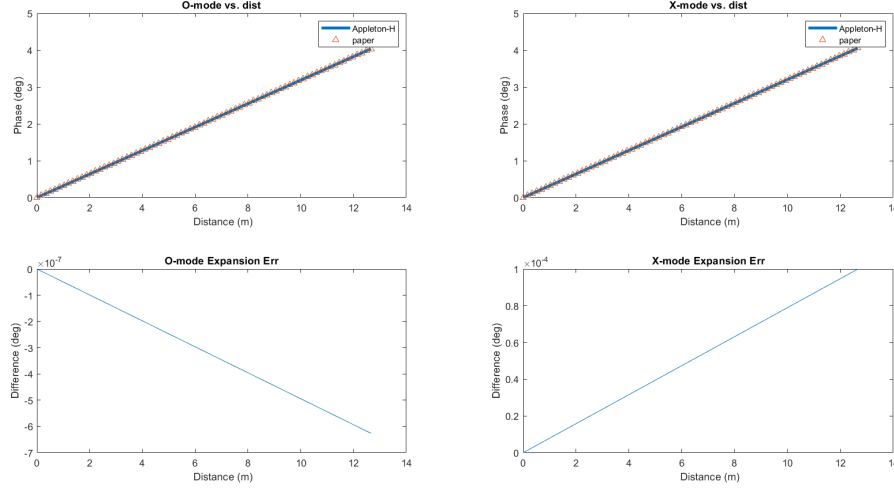 O-mode vs. dist
5
4
3
2
1
0
Phase (deg)
0 2 4 6 8 10 12 14
Distance (m)
Appleton-H
paper
X-mode vs. dist
5
4
3
2
1
0
Phase (deg)
0 2 4 6 8 10 12 14
Distance (m)
Appleton-H
paper
O-mode Expansion Err
×10-7
0
-1
-2
-3
-4
-5
-6
-7
Difference (deg)
0 2 4 6 8 10 12 14
Distance (m)
X-mode Expansion Err
×10-4
1
0.8
0.6
0.4
0.2
0
Difference (deg)
0 2 4 6 8 10 12 14
Distance (m)